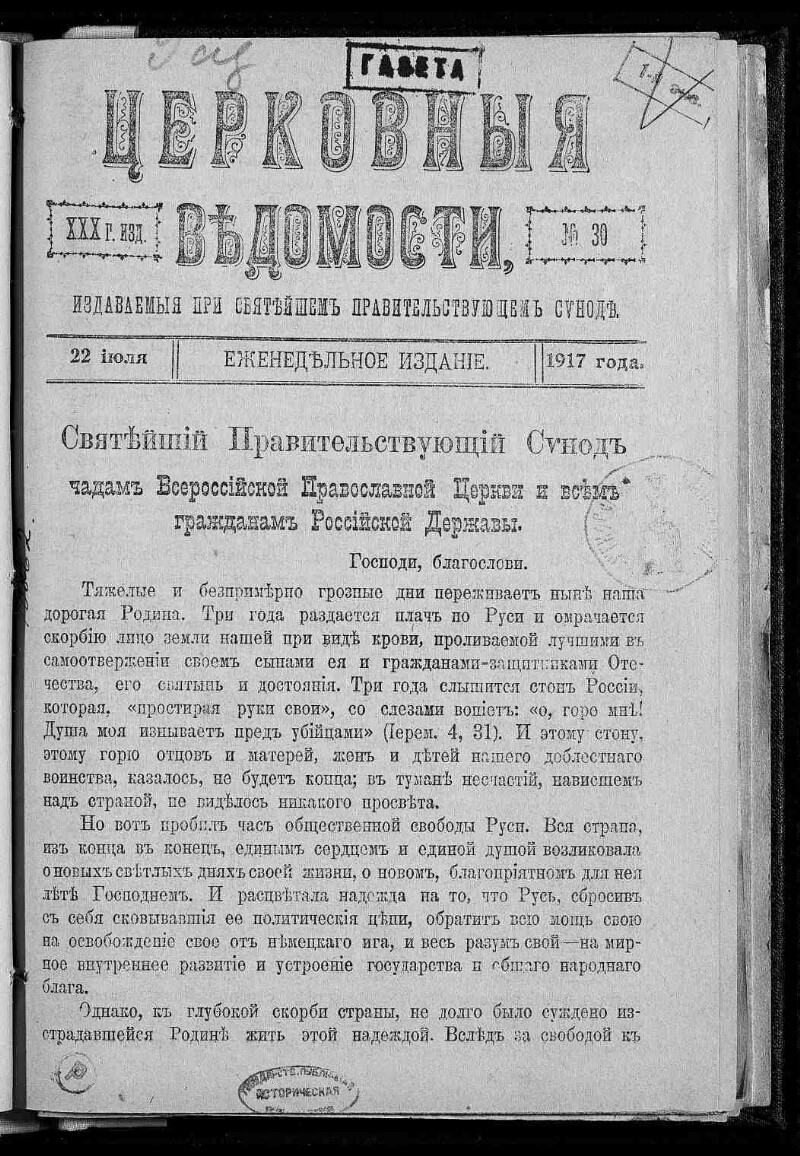 ГАЗЕТА
ЦЕРКОВНЫЯ
XXX г. изд.
ВѢДОМОСТИ,
№ 30
ИЗДАВАЕМЫЯ ПРИ СВЯТѢЙШЕМЪ ПРАВИТЕЛЬСТВУЮЩЕМЪ СѴНОДѢ.
22 іюля
ЕЖЕНЕДѢЛЬНОЕ ИЗДАНІЕ.
1917 года.
Святѣйшій Правительствующій Сѵнодъ
чадамъ Всероссійской Православной Церкви и всѣмъ
гражданамъ Россійской Державы.
Господи, благослови.
Тяжелые и безпримѣрно грозные дни переживаетъ нынѣ наша
дорогая Родина. Три года раздается плачъ по Руси и омрачается
скорбію лицо земли нашей при видѣ крови, проливаемой лучшими въ
самоотверженіи своемъ сынами ея и гражданами-защитниками Оте-
чества, его святынь и достоянія. Три года слышится стонъ Россіи,
которая, «простирая руки свои», со слезами вопіетъ: «о, горе мнѣ!
Душа моя изнываетъ предъ убійцами» (Іерем. 4, 31). И этому стону,
этому горю отцовъ и матерей, женъ и дѣтей нашего доблестнаго
воинства, казалось, не будетъ конца; въ туманѣ несчастій, нависшемъ
надъ страной, не видѣлось никакого просвѣта.
Но вотъ пробилъ часъ общественной свободы Руси. Вся страна,
изъ конца въ конецъ, единымъ сердцемъ и единой душой возликовала
о новыхъ свѣтлыхъ дняхъ своей жизни, о новомъ, благопріятномъ для нея
лѣтѣ Господнемъ. И расцвѣтала надежда на то, что Русь, сбросивъ
съ себя сковывавшія ее политическія цѣпи, обратитъ всю мощь свою
на освобожденіе свое отъ нѣмецкаго ига, и весь разумъ свой—на мир-
ное внутреннее развитіе и устроеніе государства и общаго народнаго
блага.
Однако, къ глубокой скорби страны, не долго было суждено из-
страдавшейся Родинѣ жить этой надеждой. Вслѣдъ за свободой къ
ИСТОРИЧЕСКАЯ